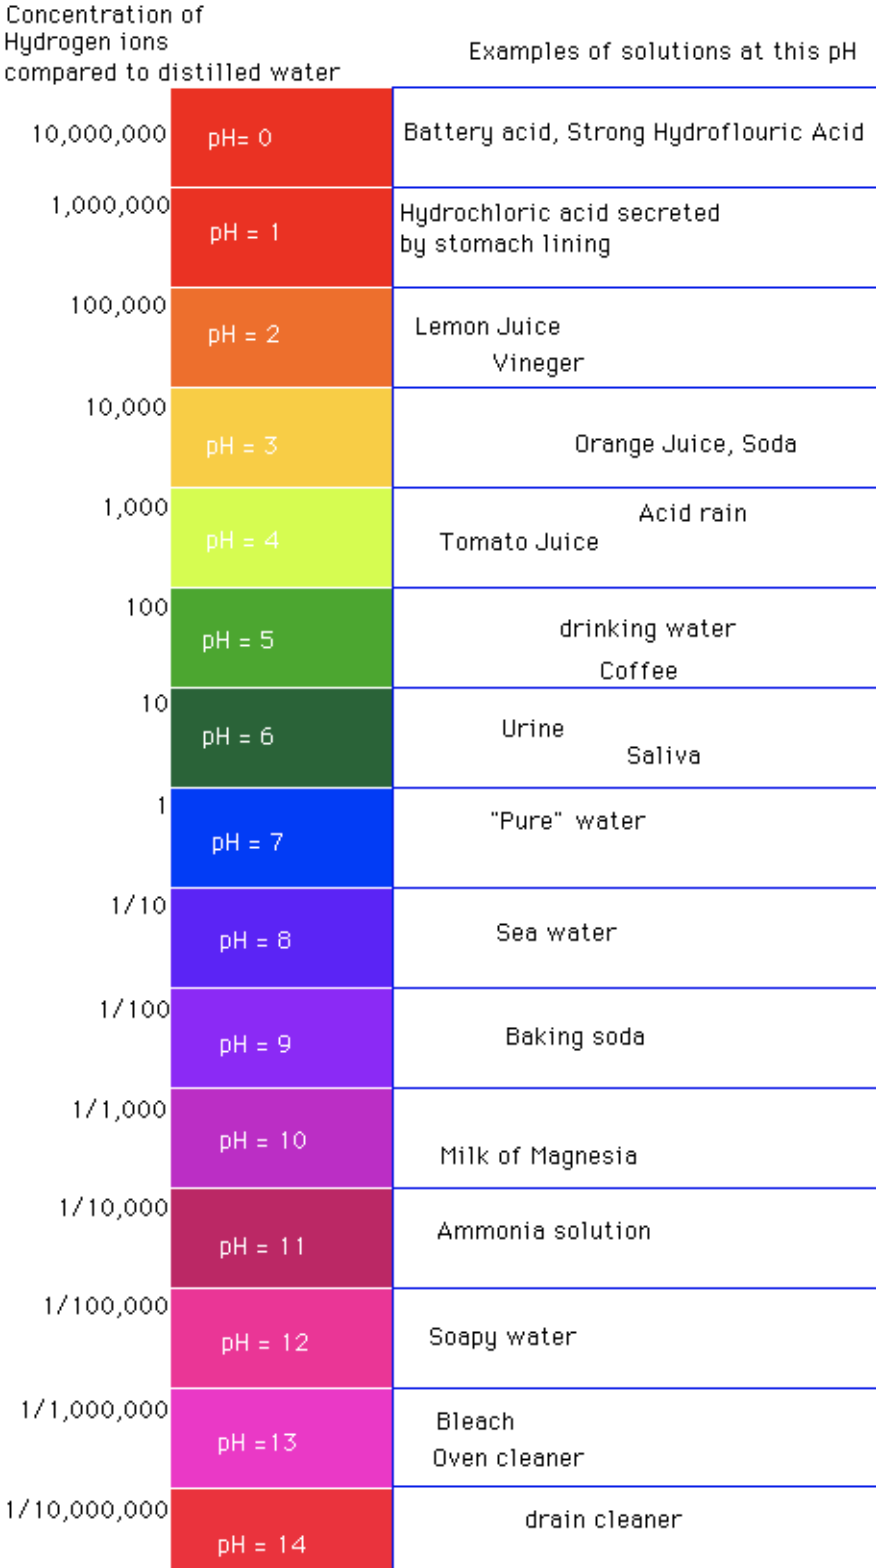 Concentration of
Hydrogen ions
compared to distilled water
Examples of solutions at this pH
10,000,000 pH= 0 Battery acid, Strong Hydroflouric Acid
1,000,000 pH = 1 Hydrochloric acid secreted
by stomach lining
100,000 pH = 2 Lemon Juice
Vineger
10,000 pH = 3 Orange Juice, Soda
1,000 pH = 4 Acid rain
Tomato Juice
100 pH = 5 drinking water
Coffee
10 pH = 6 Urine
Saliva
1 pH = 7 "Pure" water
1/10 pH = 8 Sea water
1/100 pH = 9 Baking soda
1/1,000 pH = 10 Milk of Magnesia
1/10,000 pH = 11 Ammonia solution
1/100,000 pH = 12 Soapy water
1/1,000,000 pH =13 Bleach
Oven cleaner
1/10,000,000 pH = 14 drain cleaner